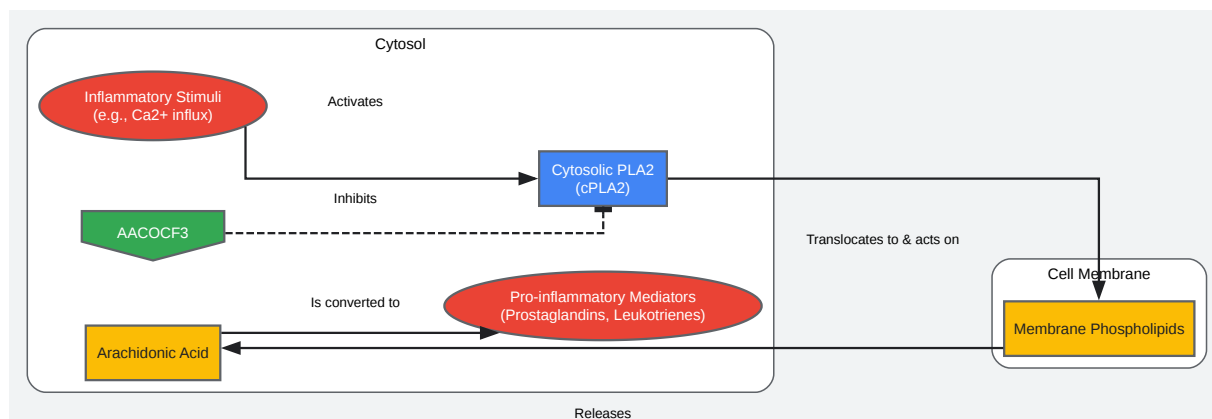 Cytosol
Inflammatory Stimuli
(e.g., Ca2+ influx)
Activates
Cytosolic PLA2
(cPLA2)
Inhibits
AACOCF3
Translocates to & acts on
Cell Membrane
Is converted to
Pro-inflammatory Mediators
(Prostaglandins, Leukotrienes)
Membrane Phospholipids
Arachidonic Acid
Releases